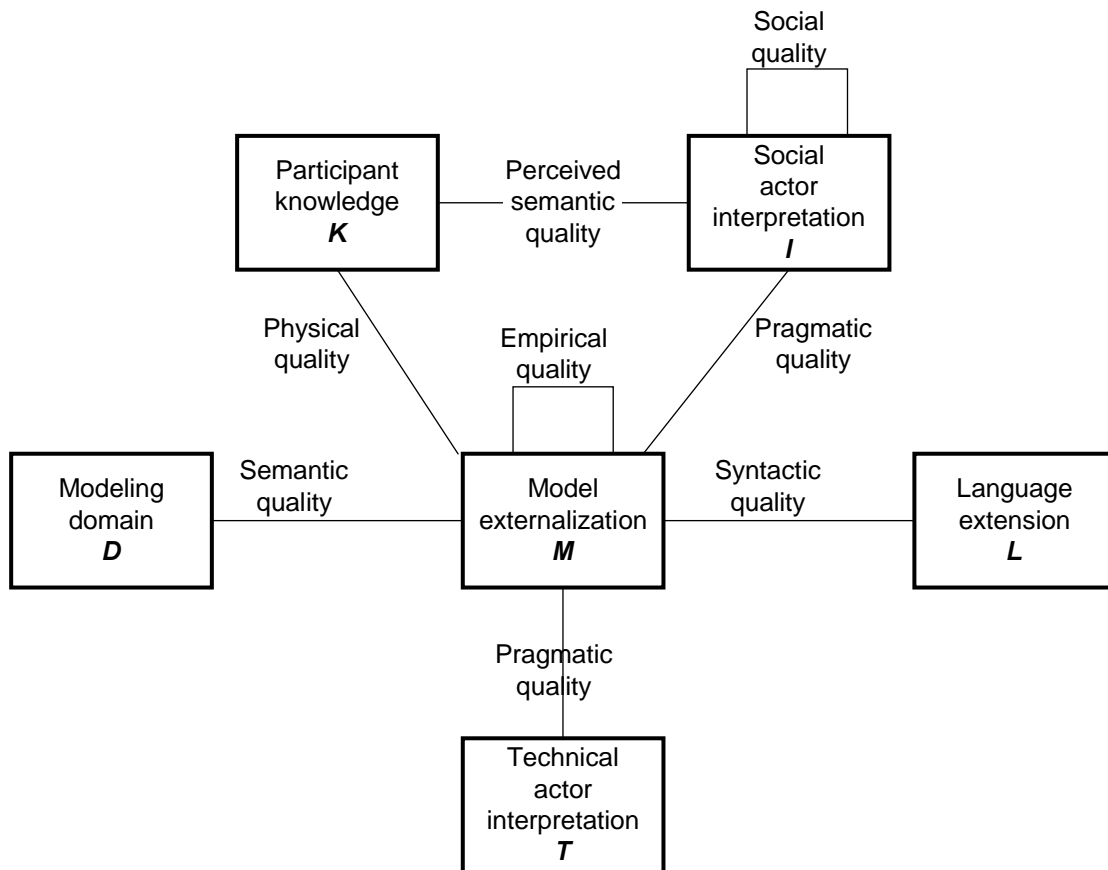 Social
quality
Participant
knowledge
K
Perceived
semantic
quality
Social
actor
interpretation
I
Physical
quality
Empirical
quality
Pragmatic
quality
Modeling
domain
D
Semantic
quality
Model
externalization
M
Syntactic
quality
Language
extension
L
Pragmatic
quality
Technical
actor
interpretation
T